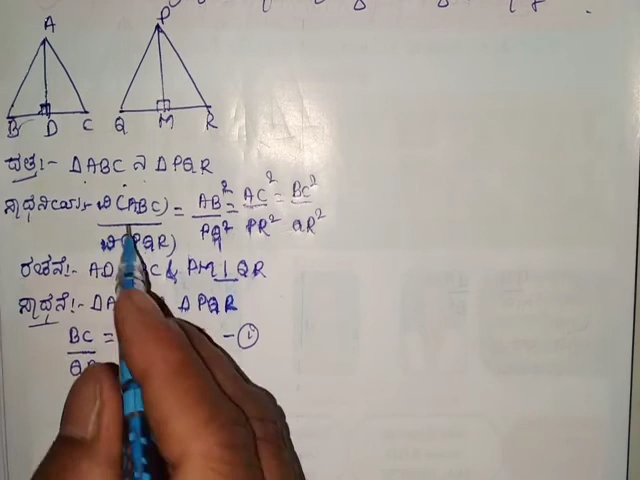 A P
B D C Q M R
ದತ್ತ:- ΔABC ನ ΔPQR
ಸಾಧನೀಯ:- ವಿ(ABC) = AB² = AC² = BC²
ವಿ(PQR) PQ² PR² QR²
ರಚನೆ:- AD C & PM⊥QR
ಸಾಧನೆ:- ΔA ΔPQR
BC = - ①